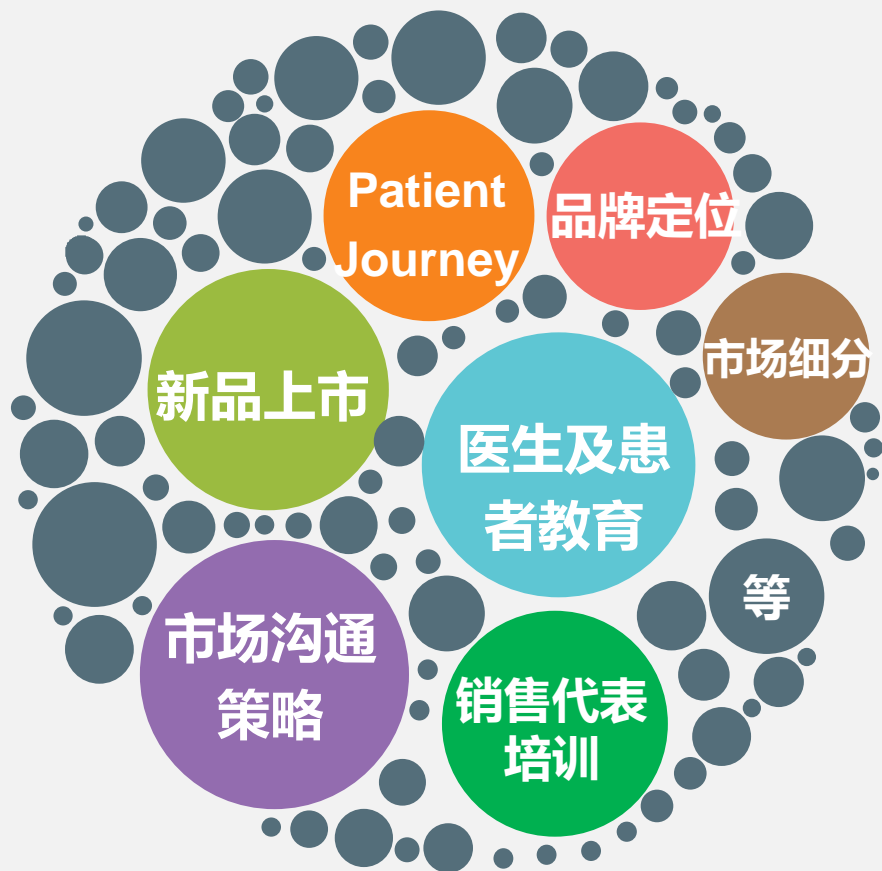 Patient
Journey
品牌定位
市场细分
新品上市
医生及患
者教育
等
市场沟通
策略
销售代表
培训